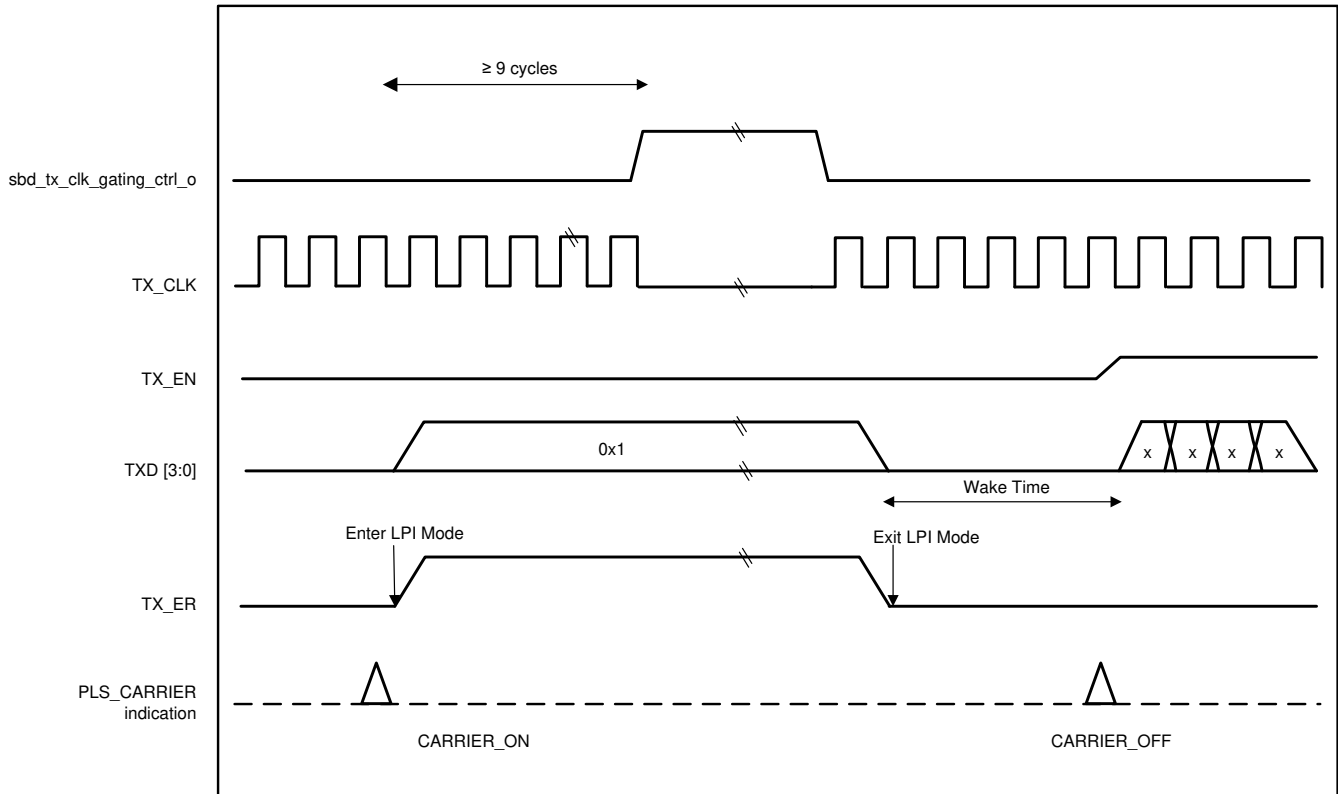 ≥ 9 cycles
sbd_tx_clk_gating_ctrl_o
TX_CLK
TX_EN
0x1
x x x x
TXD [3:0]
Wake Time
Enter LPI Mode
Exit LPI Mode
TX_ER
PLS_CARRIER
indication
CARRIER_ON
CARRIER_OFF